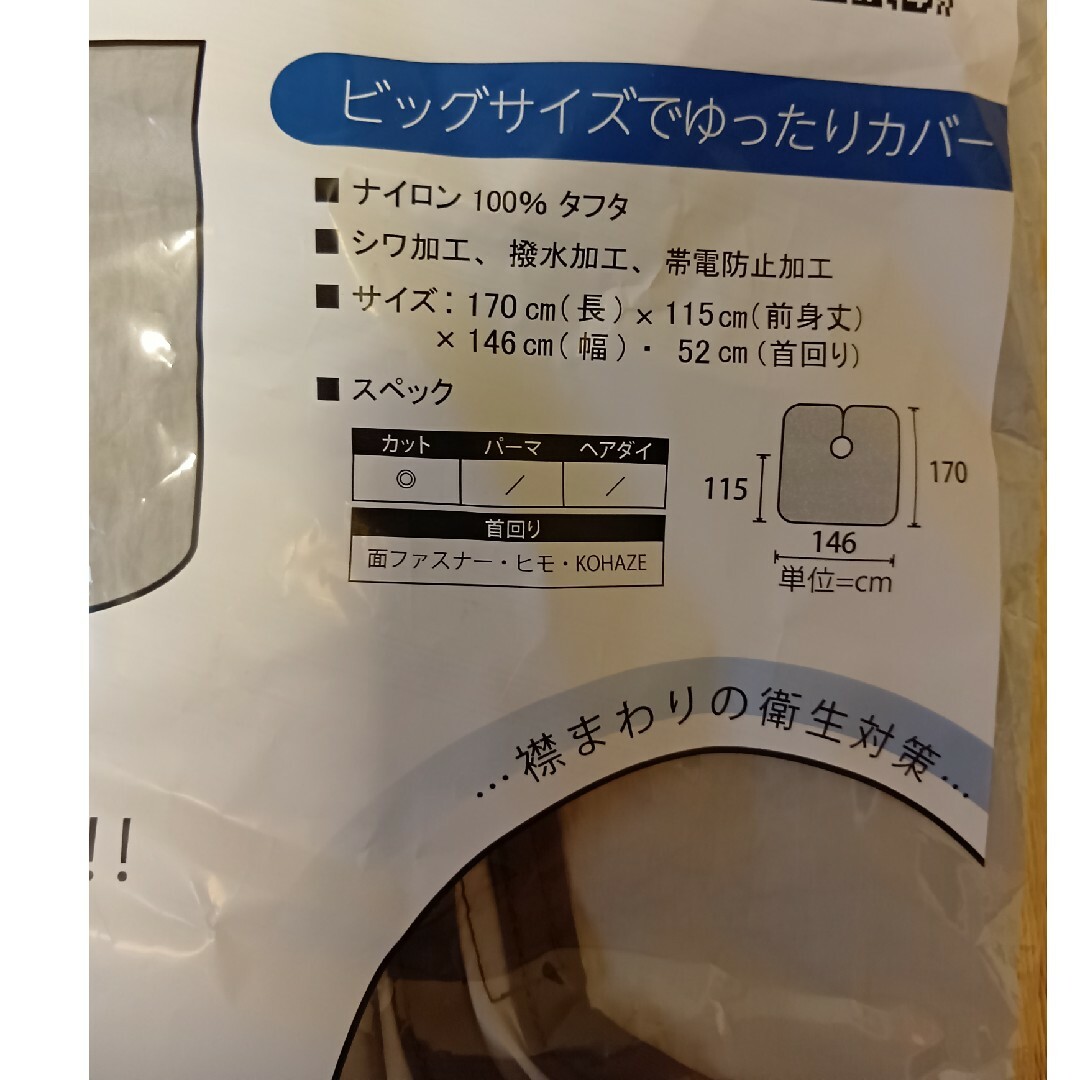 ビッグサイズでゆったりカバー
■ ナイロン 100% タフタ
■ シワ加工、撥水加工、帯電防止加工
■ サイズ: 170㎝(長)×115㎝(前身丈)
×146㎝(幅)・52㎝(首回り)
■ スペック
カット パーマ ヘアダイ
◎ ／ ／
首回り
面ファスナー・ヒモ・KOHAZE
115
170
146
単位=cm
…襟まわりの衛生対策…
!!